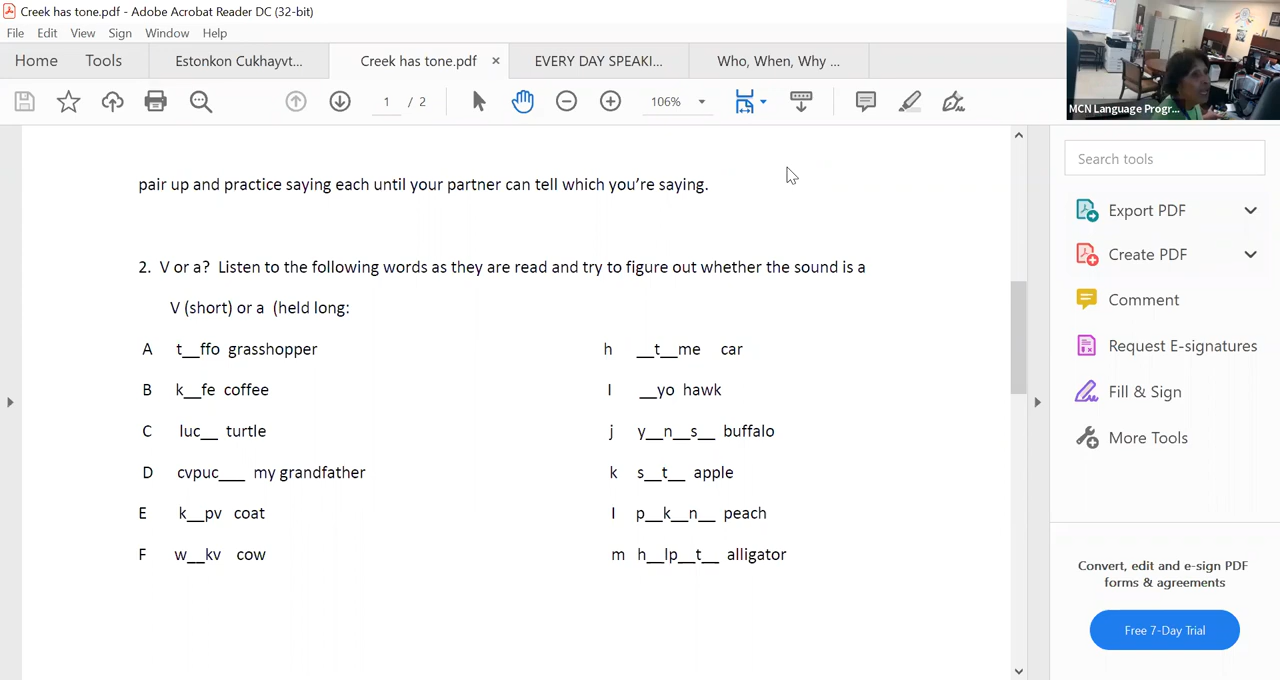 Creek has tone.pdf - Adobe Acrobat Reader DC (32-bit)
File Edit View Sign Window Help
Home Tools Estonkon Cukhayvt... Creek has tone.pdf × EVERY DAY SPEAKI... Who, When, Why ...
1 / 2 106%
MCN Language Progr...
pair up and practice saying each until your partner can tell which you're saying.
2. V or a? Listen to the following words as they are read and try to figure out whether the sound is a
V (short) or a (held long:
A t__ffo grasshopper
B k__fe coffee
C luc__ turtle
D cvpuc___ my grandfather
E k__pv coat
F w__kv cow
h __t__me car
I __yo hawk
j y__n__s__ buffalo
k s__t__ apple
l p__k__n__ peach
m h__lp__t__ alligator
Search tools
Export PDF
Create PDF
Comment
Request E-signatures
Fill & Sign
More Tools
Convert, edit and e-sign PDF
forms & agreements
Free 7-Day Trial